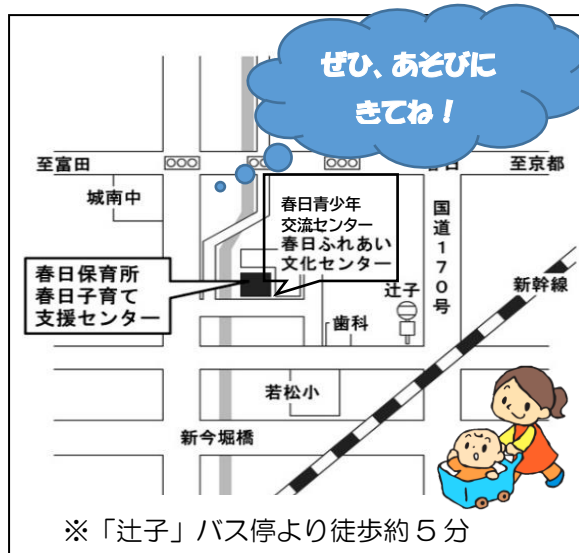 ぜひ、あそびに
きてね！
至富田
至京都
城南中
春日青少年
交流センター
春日ふれあい
文化センター
国道170号
春日保育所
春日子育て
支援センター
辻子
新幹線
歯科
若松小
新今堀橋
※「辻子」バス停より徒歩約5分